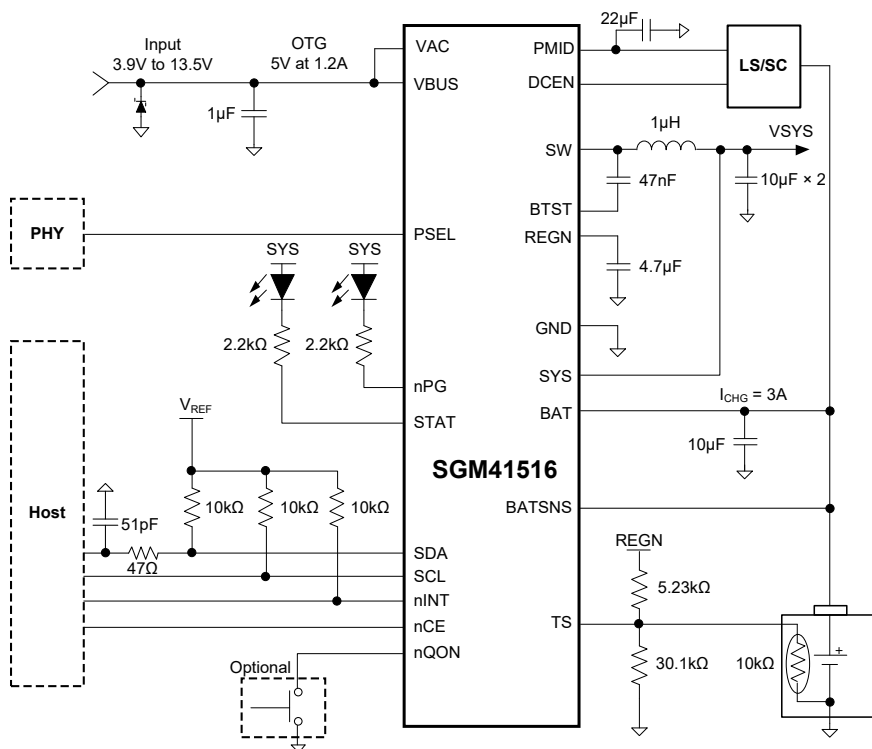 Input
3.9V to 13.5V
OTG
5V at 1.2A
1µF
VAC
VBUS
22µF
PMID
DCEN
LS/SC
1µH
VSYS
SW
47nF
10µF × 2
BTST
REGN
4.7µF
PHY
PSEL
SYS
SYS
2.2kΩ
2.2kΩ
GND
SYS
nPG
STAT
BAT
I_CHG = 3A
10µF
SGM41516
V_REF
Host
51pF
10kΩ
10kΩ
10kΩ
47Ω
BATSNS
SDA
SCL
nINT
nCE
nQON
REGN
5.23kΩ
TS
30.1kΩ
10kΩ
+
Optional